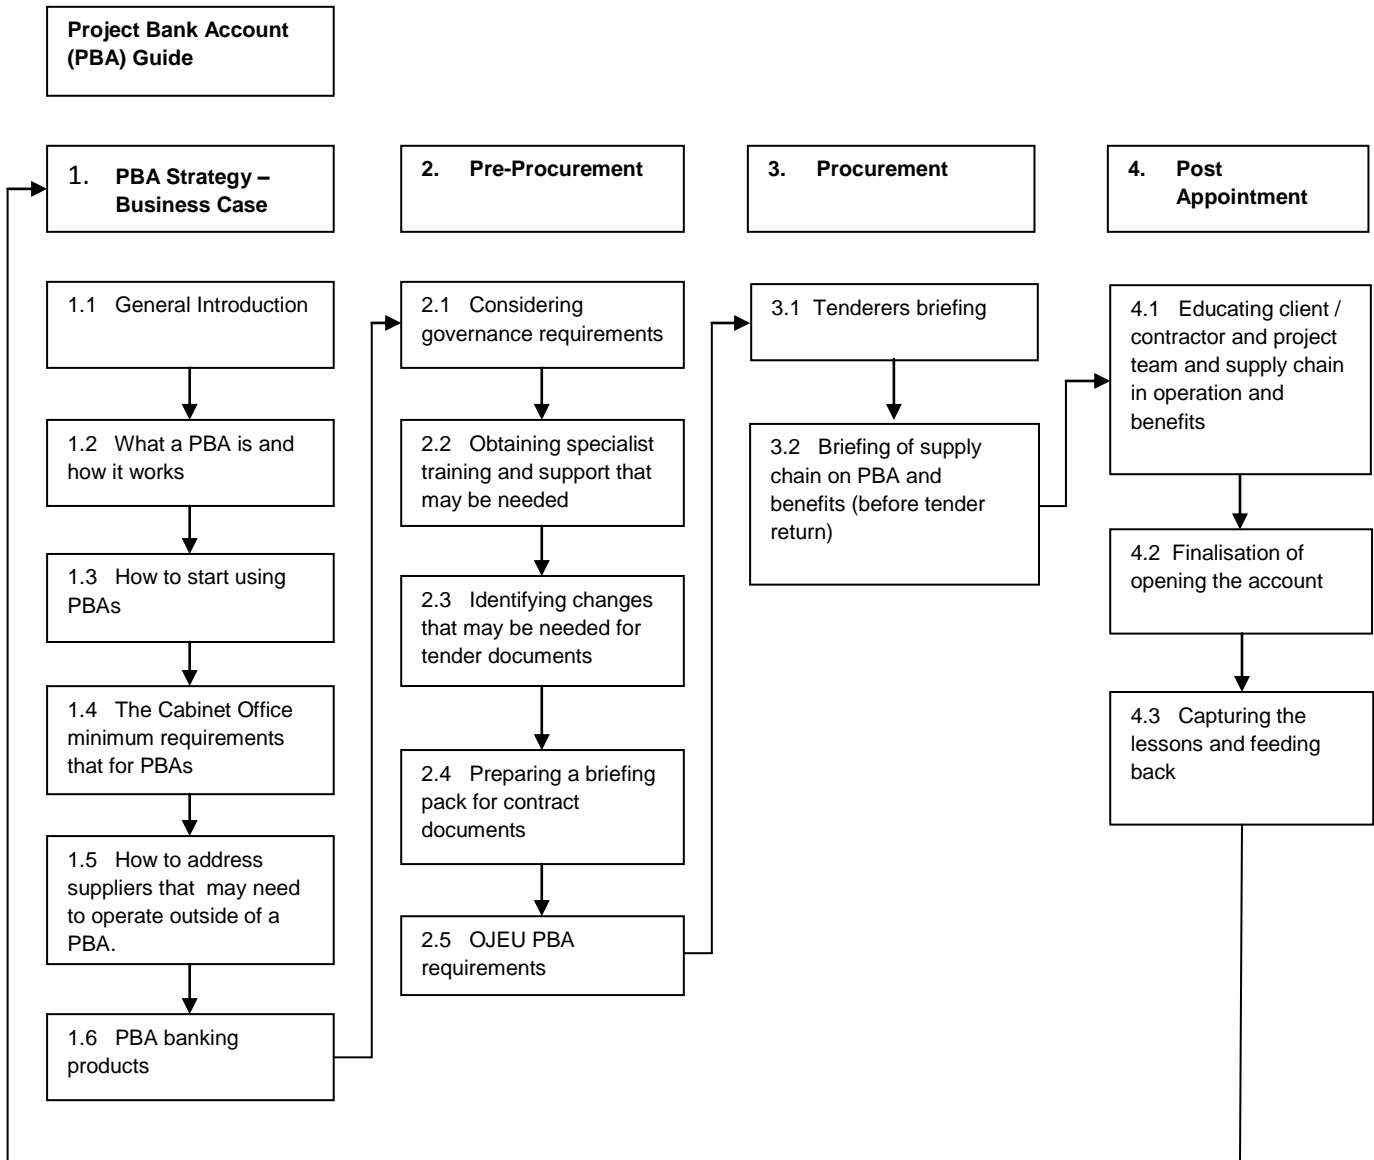 Project Bank Account
(PBA) Guide
1. PBA Strategy –
Business Case
1.1 General Introduction
1.2 What a PBA is and
how it works
1.3 How to start using
PBAs
1.4 The Cabinet Office
minimum requirements
that for PBAs
1.5 How to address
suppliers that may need
to operate outside of a
PBA.
1.6 PBA banking
products
2. Pre-Procurement
2.1 Considering
governance requirements
2.2 Obtaining specialist
training and support that
may be needed
2.3 Identifying changes
that may be needed for
tender documents
2.4 Preparing a briefing
pack for contract
documents
2.5 OJEU PBA
requirements
3. Procurement
3.1 Tenderers briefing
3.2 Briefing of supply
chain on PBA and
benefits (before tender
return)
4. Post
Appointment
4.1 Educating client /
contractor and project
team and supply chain
in operation and
benefits
4.2 Finalisation of
opening the account
4.3 Capturing the
lessons and feeding
back